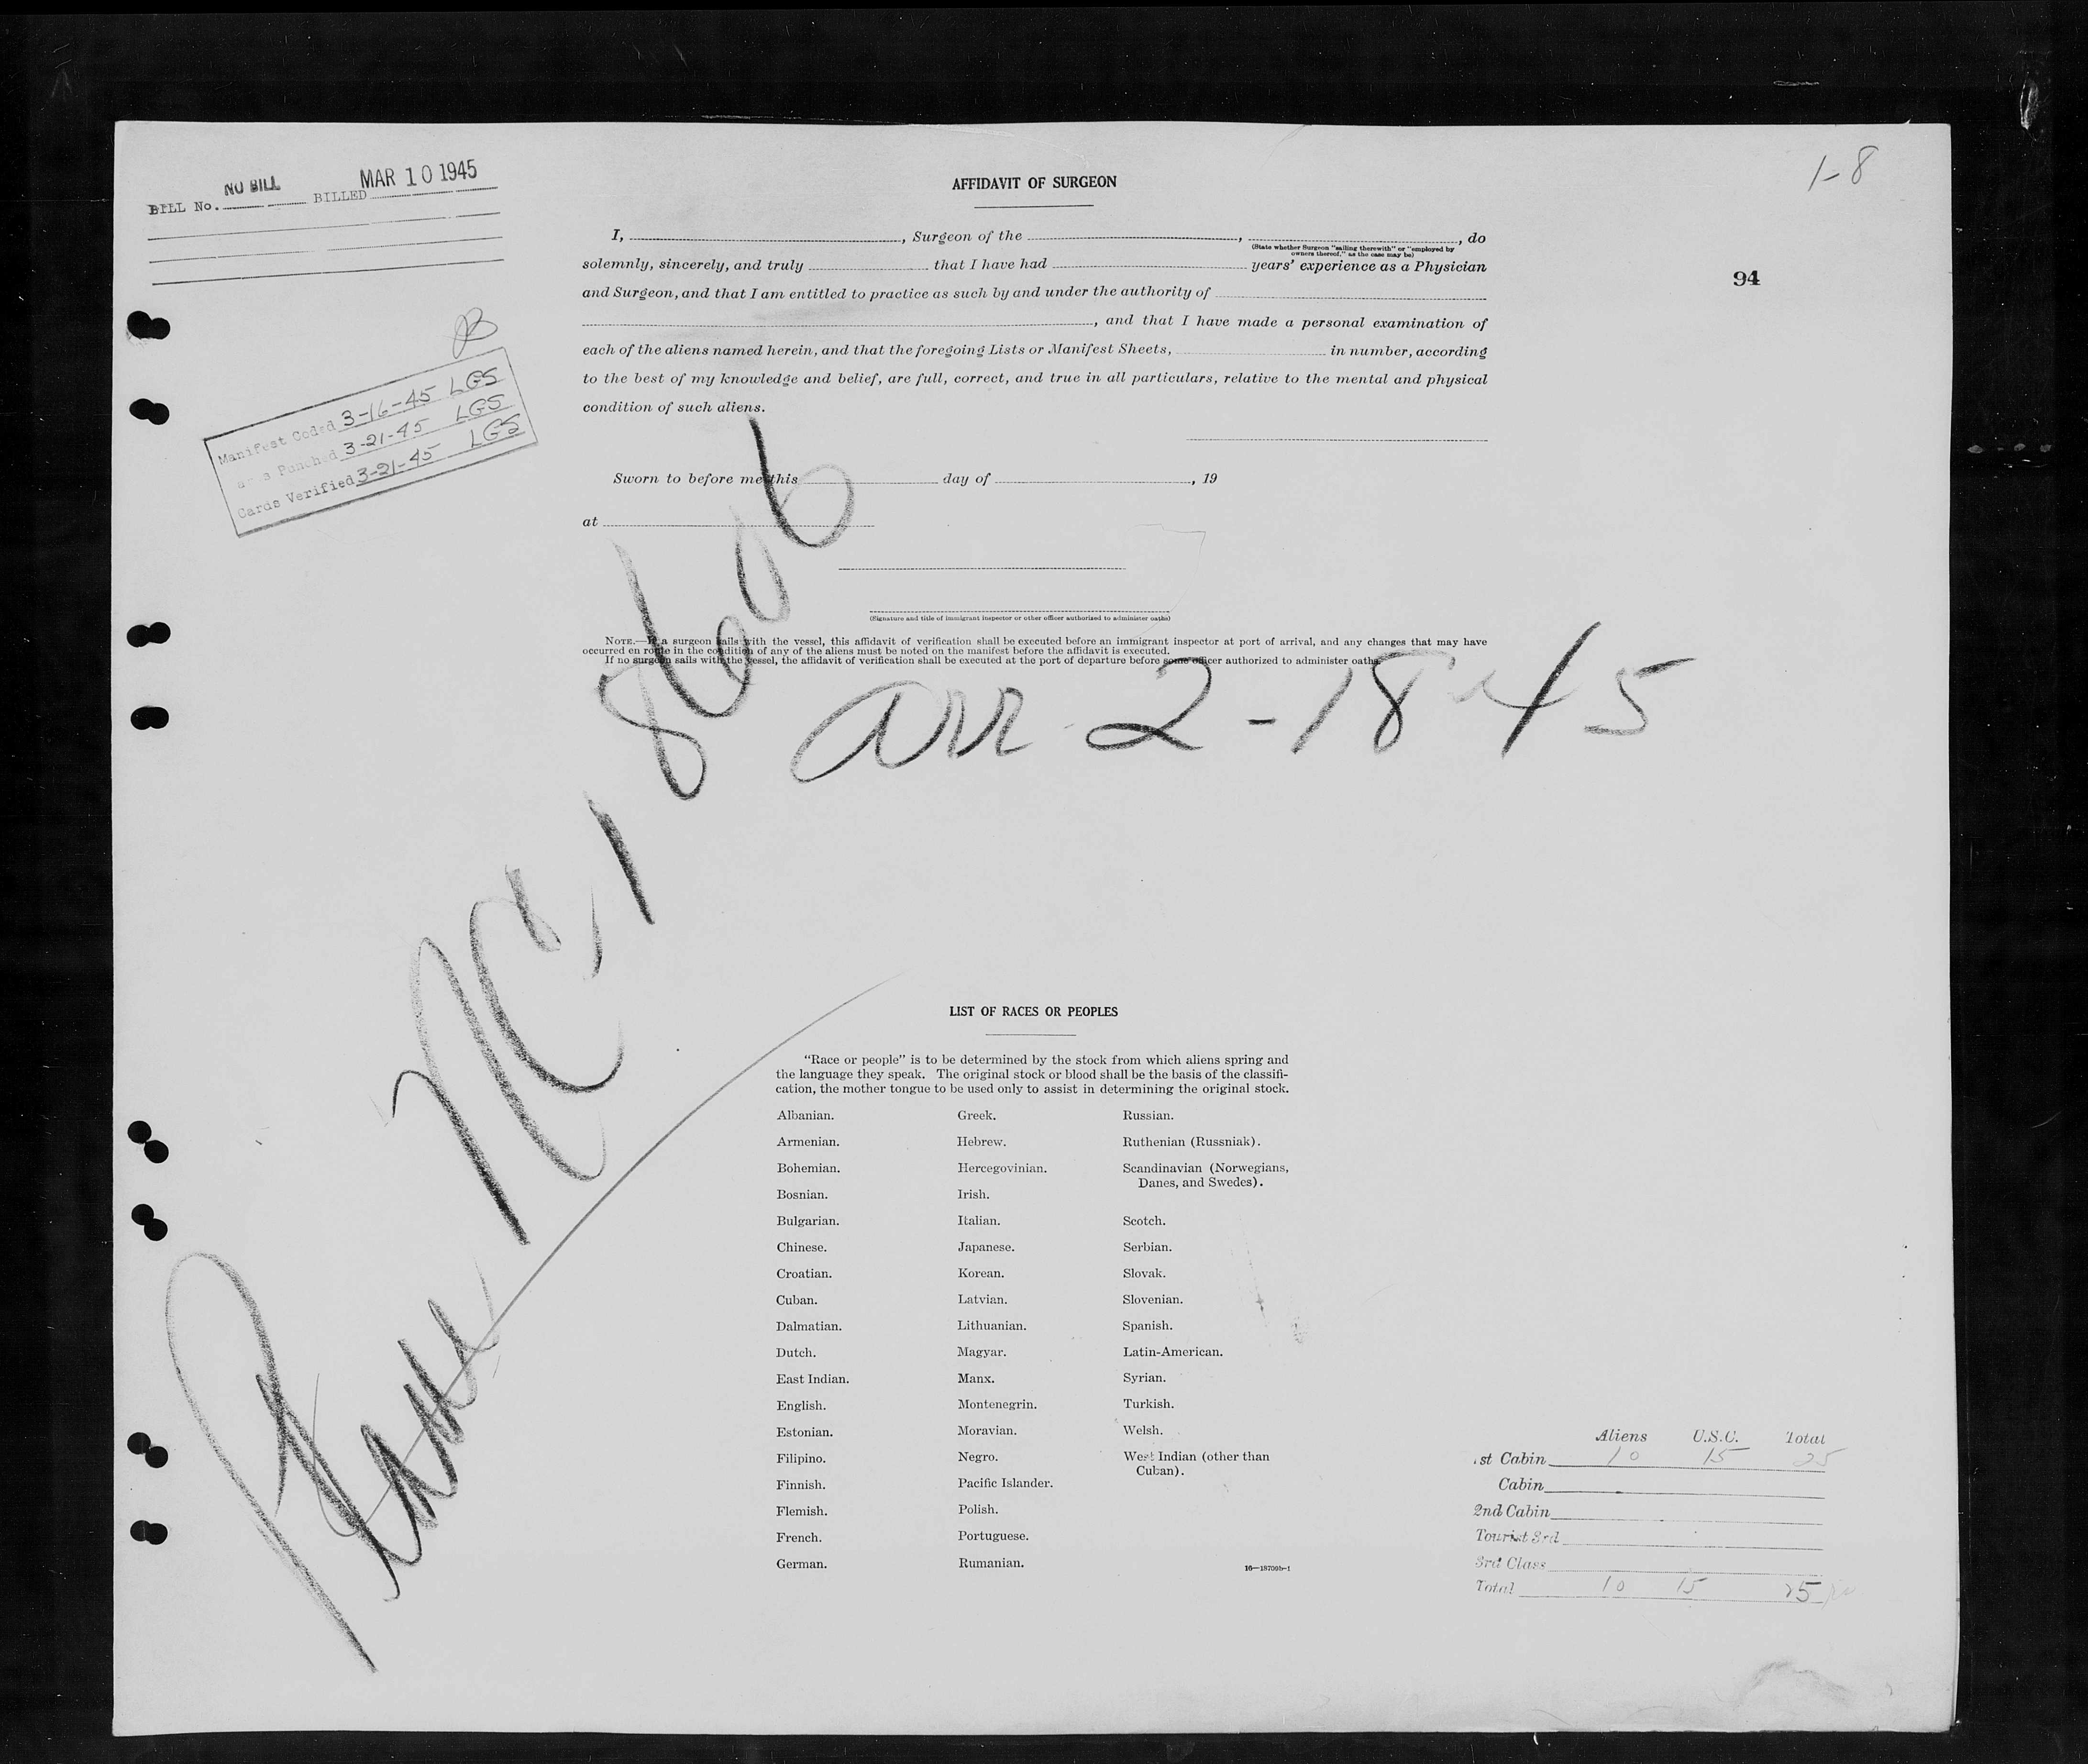 1-8
NO BILL MAR 10 1945
BILL No. BILLED
AFFIDAVIT OF SURGEON
94
I, , Surgeon of the , , do
(State whether Surgeon "sailing therewith" or "employed by
owners thereof," as the case may be)
solemnly, sincerely, and truly that I have had years' experience as a Physician
and Surgeon, and that I am entitled to practice as such by and under the authority of
, and that I have made a personal examination of
each of the aliens named herein, and that the foregoing Lists or Manifest Sheets, in number, according
to the best of my knowledge and belief, are full, correct, and true in all particulars, relative to the mental and physical
condition of such aliens.
Manifest Coded 3-16-45 LGS
Punched 3-21-45 LGS
Cards Verified 3-21-45 LGS
Sworn to before me this day of , 19
at
(Signature and title of immigrant inspector or other officer authorized to administer oaths)
NOTE.—If a surgeon sails with the vessel, this affidavit of verification shall be executed before an immigrant inspector at port of arrival, and any changes that may have
occurred en route in the condition of any of the aliens must be noted on the manifest before the affidavit is executed.
If no surgeon sails with the vessel, the affidavit of verification shall be executed at the port of departure before some officer authorized to administer oaths.
arr 2-18-45
NC, 18606
LIST OF RACES OR PEOPLES
"Race or people" is to be determined by the stock from which aliens spring and
the language they speak. The original stock or blood shall be the basis of the classifi-
cation, the mother tongue to be used only to assist in determining the original stock.
Albanian. Greek. Russian.
Armenian. Hebrew. Ruthenian (Russniak).
Bohemian. Hercegovinian. Scandinavian (Norwegians,
Danes, and Swedes).
Bosnian. Irish.
Bulgarian. Italian. Scotch.
Chinese. Japanese. Serbian.
Croatian. Korean. Slovak.
Cuban. Latvian. Slovenian.
Dalmatian. Lithuanian. Spanish.
Dutch. Magyar. Latin-American.
East Indian. Manx. Syrian.
English. Montenegrin. Turkish.
Estonian. Moravian. Welsh.
Filipino. Negro. West Indian (other than
Cuban).
Finnish. Pacific Islander.
Flemish. Polish.
French. Portuguese.
German. Rumanian.
16—18709b-1
Aliens U.S.C. Total
1st Cabin 10 15 25
Cabin
2nd Cabin
Tourist 3rd
3rd Class
Total 10 15 25